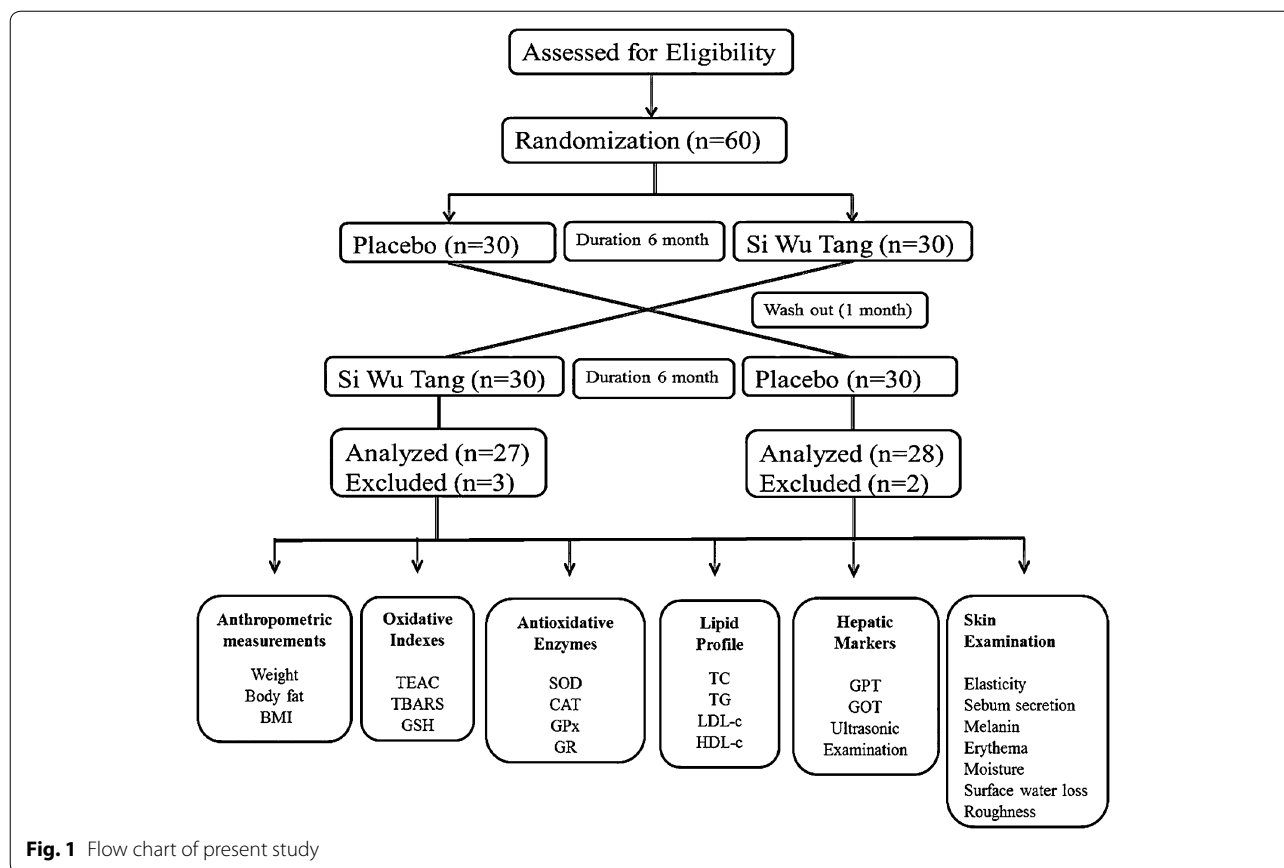 Assessed for Eligibility
Randomization (n=60)
Placebo (n=30)
Duration 6 month
Si Wu Tang (n=30)
Wash out (1 month)
Si Wu Tang (n=30)
Duration 6 month
Placebo (n=30)
Analyzed (n=27)
Excluded (n=3)
Analyzed (n=28)
Excluded (n=2)
Anthropometric
measurements
Weight
Body fat
BMI
Oxidative
Indexes
TEAC
TBARS
GSH
Antioxidative
Enzymes
SOD
CAT
GPx
GR
Lipid
Profile
TC
TG
LDL-c
HDL-c
Hepatic
Markers
GPT
GOT
Ultrasonic
Examination
Skin
Examination
Elasticity
Sebum secretion
Melanin
Erythema
Moisture
Surface water loss
Roughness
Fig. 1 Flow chart of present study